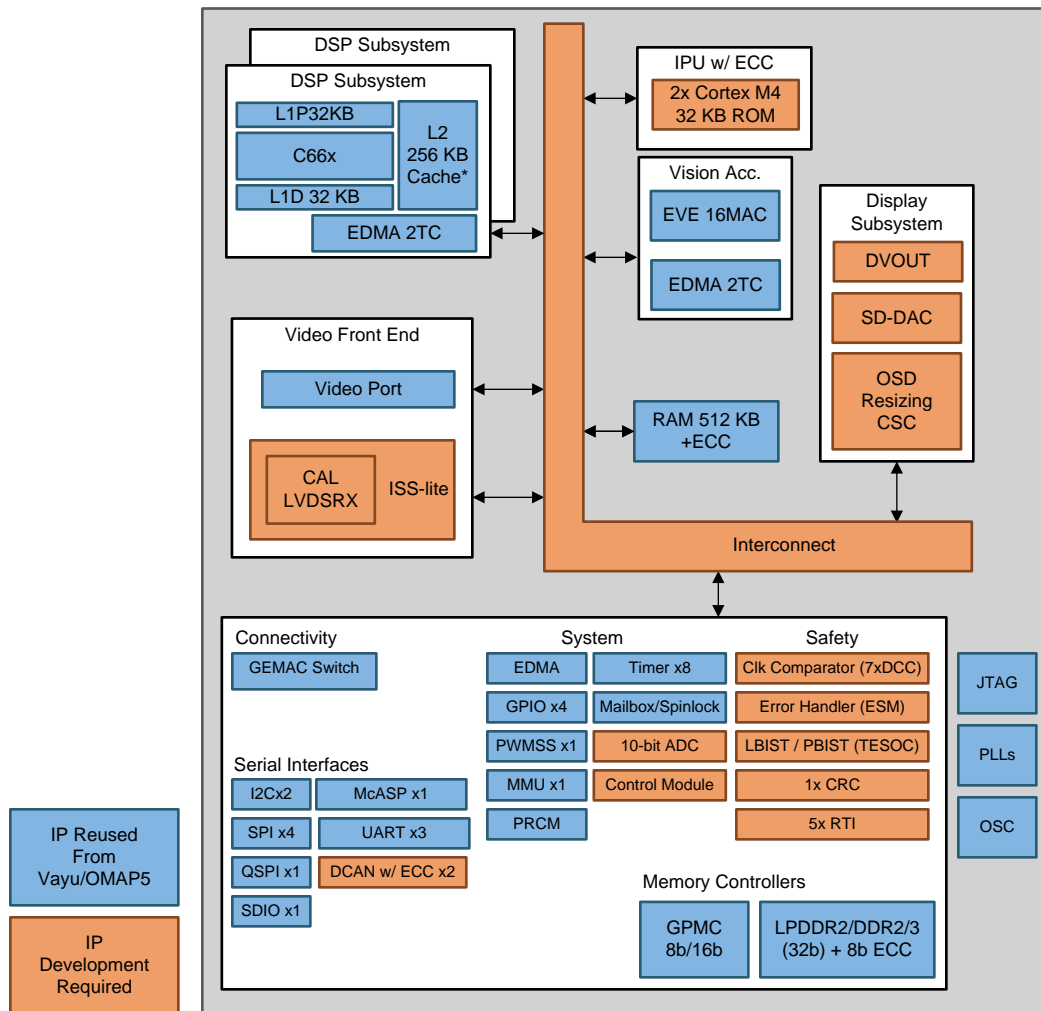 DSP Subsystem
DSP Subsystem
L1P32KB
C66x
L1D 32 KB
L2
256 KB
Cache*
EDMA 2TC
IPU w/ ECC
2x Cortex M4
32 KB ROM
Vision Acc.
EVE 16MAC
EDMA 2TC
Display
Subsystem
DVOUT
SD-DAC
OSD
Resizing
CSC
Video Front End
Video Port
CAL
LVDSRX
ISS-lite
RAM 512 KB
+ECC
Interconnect
Connectivity
GEMAC Switch
Serial Interfaces
I2Cx2
McASP x1
SPI x4
UART x3
QSPI x1
DCAN w/ ECC x2
SDIO x1
System
EDMA
Timer x8
GPIO x4
Mailbox/Spinlock
PWMSS x1
10-bit ADC
MMU x1
Control Module
PRCM
Safety
Clk Comparator (7xDCC)
Error Handler (ESM)
LBIST / PBIST (TESOC)
1x CRC
5x RTI
Memory Controllers
GPMC
8b/16b
LPDDR2/DDR2/3
(32b) + 8b ECC
JTAG
PLLs
OSC
IP Reused
From
Vayu/OMAP5
IP
Development
Required